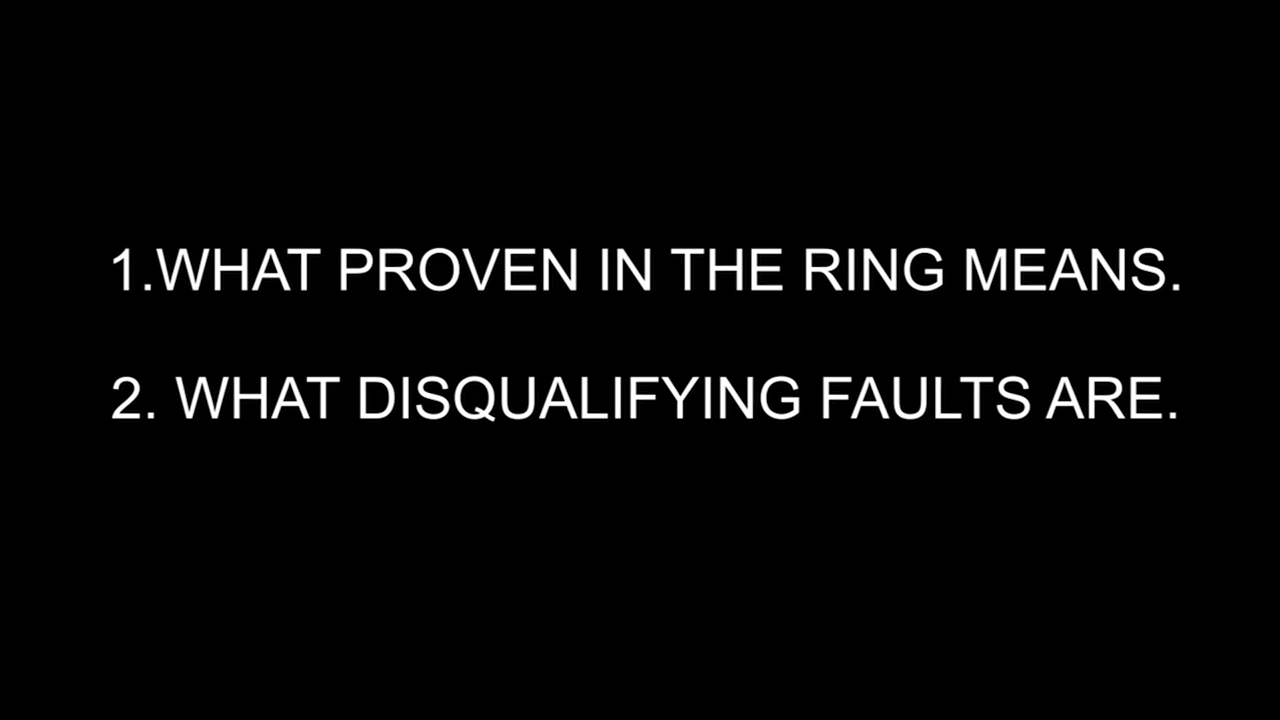 1.WHAT PROVEN IN THE RING MEANS.
2. WHAT DISQUALIFYING FAULTS ARE.